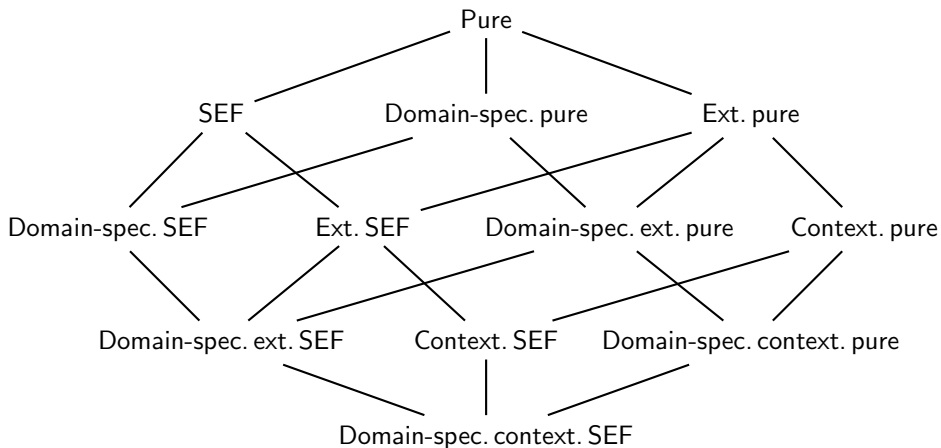 Pure
SEF
Domain-spec. pure
Ext. pure
Domain-spec. SEF
Ext. SEF
Domain-spec. ext. pure
Context. pure
Domain-spec. ext. SEF
Context. SEF
Domain-spec. context. pure
Domain-spec. context. SEF